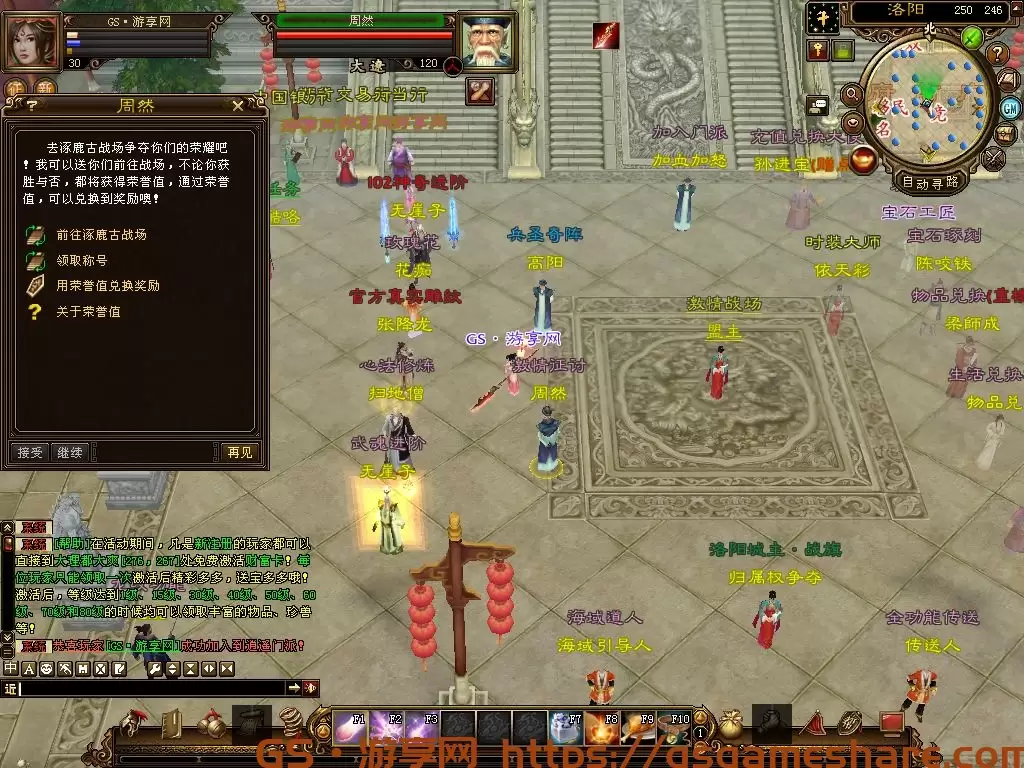 GS·游享网
30
周然
大遼
120
洛阳
250 246
北
自动寻路
GM
征
新
周然
去逐鹿古战场争夺你们的荣耀吧
！我可以送你们前往战场，不论你获
胜与否，都将获得荣誉值，通过荣誉
值，可以兑换到奖励噢！
前往逐鹿古战场
领取称号
用荣誉值兑换奖励
关于荣誉值
接受
继续
再见
加入门派
加血加怒
孙进宝
102神器进阶
无崖子
玫瑰花
花痴
兵圣奇阵
高阳
官方真实雕纹
张降龙
GS·游享网
心法修炼
扫地僧
激情征讨
周然
武魂进阶
无崖子
激情战场
盟主
宝石工匠
时装大师
依天彩
宝石琢刻
陈咬铁
物品兑换
梁師成
生活兑换
物品兑
洛阳城主·战旗
归属权争夺
海域道人
海域引导人
全功能传送
传送人
系统
系统 [帮助]在活动期间，凡是新注册的玩家都可以
直接到大理都大爽[276, 267]处免费激活财富卡！每
位玩家只能领取一次激活后精彩多多，送宝多多哦！
激活后，等级达到1级、15级、30级、40级、50级、60
级、70级和80级的时候均可以领取丰富的物品、珍兽
等！
系统 恭喜玩家[GS·游享网]成功加入到逍遥门派！
中 A
近
F1 F2 F3 F7 F8 F9 F10
1
GS·游享网 https://gsgameshare.com